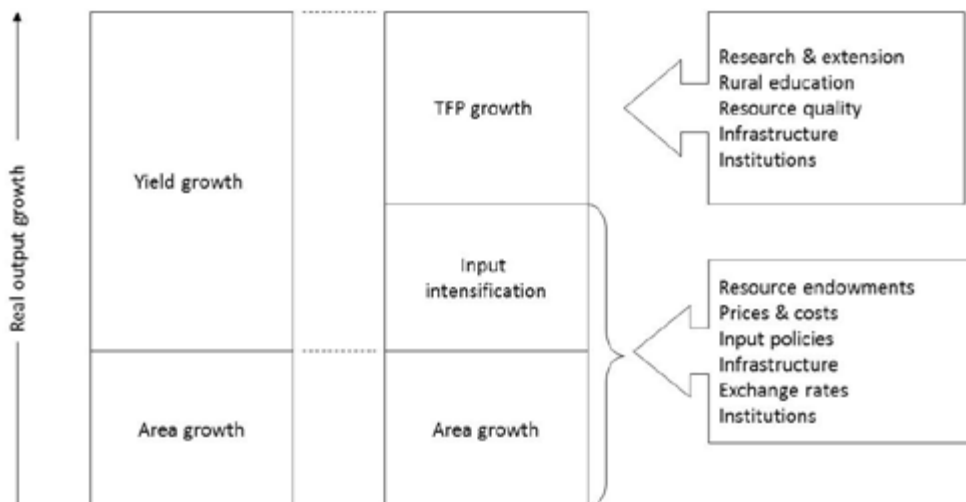 Real output growth
Yield growth
Area growth
TFP growth
Input
intensification
Area growth
Research & extension
Rural education
Resource quality
Infrastructure
Institutions
Resource endowments
Prices & costs
Input policies
Infrastructure
Exchange rates
Institutions